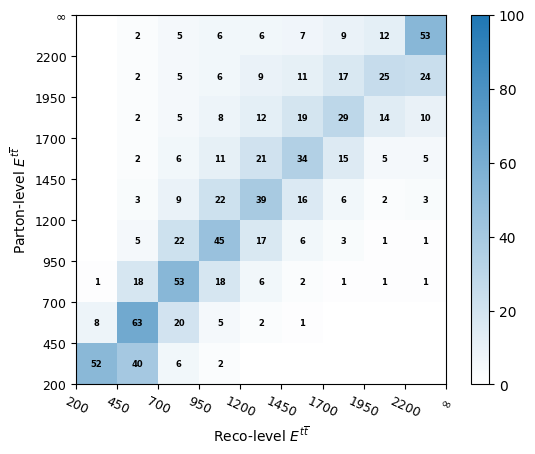 ∞ 2 5 6 6 7 9 12 53 100
2200 2 5 6 9 11 17 25 24
1950 2 5 8 12 19 29 14 10 80
1700 2 6 11 21 34 15 5 5
1450 3 9 22 39 16 6 2 3 60
1200 5 22 45 17 6 3 1 1
950 1 18 53 18 6 2 1 1 1 40
700 8 63 20 5 2 1
450 52 40 6 2 20
200 0
200 450 700 950 1200 1450 1700 1950 2200 ∞
Reco-level E^{tt̅}
Parton-level E^{tt̅}